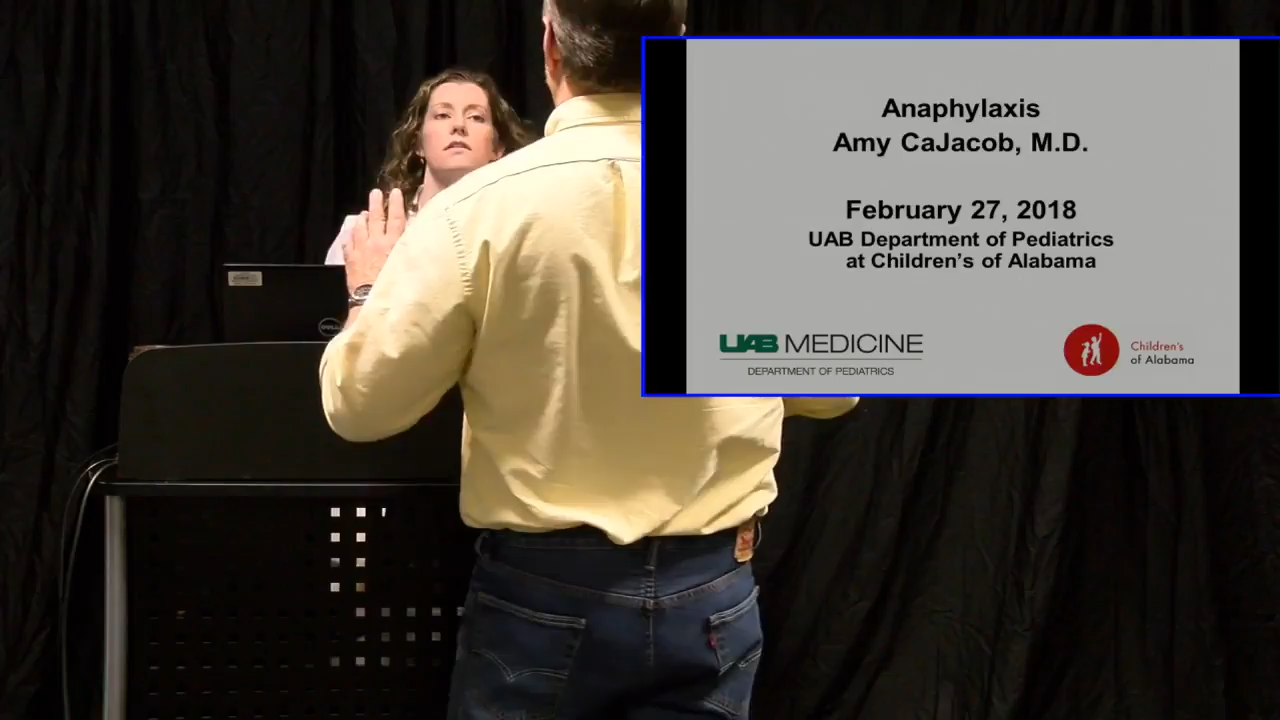 Anaphylaxis
Amy CaJacob, M.D.
February 27, 2018
UAB Department of Pediatrics
at Children's of Alabama
UAB MEDICINE
DEPARTMENT OF PEDIATRICS
Children's
of Alabama
DELL